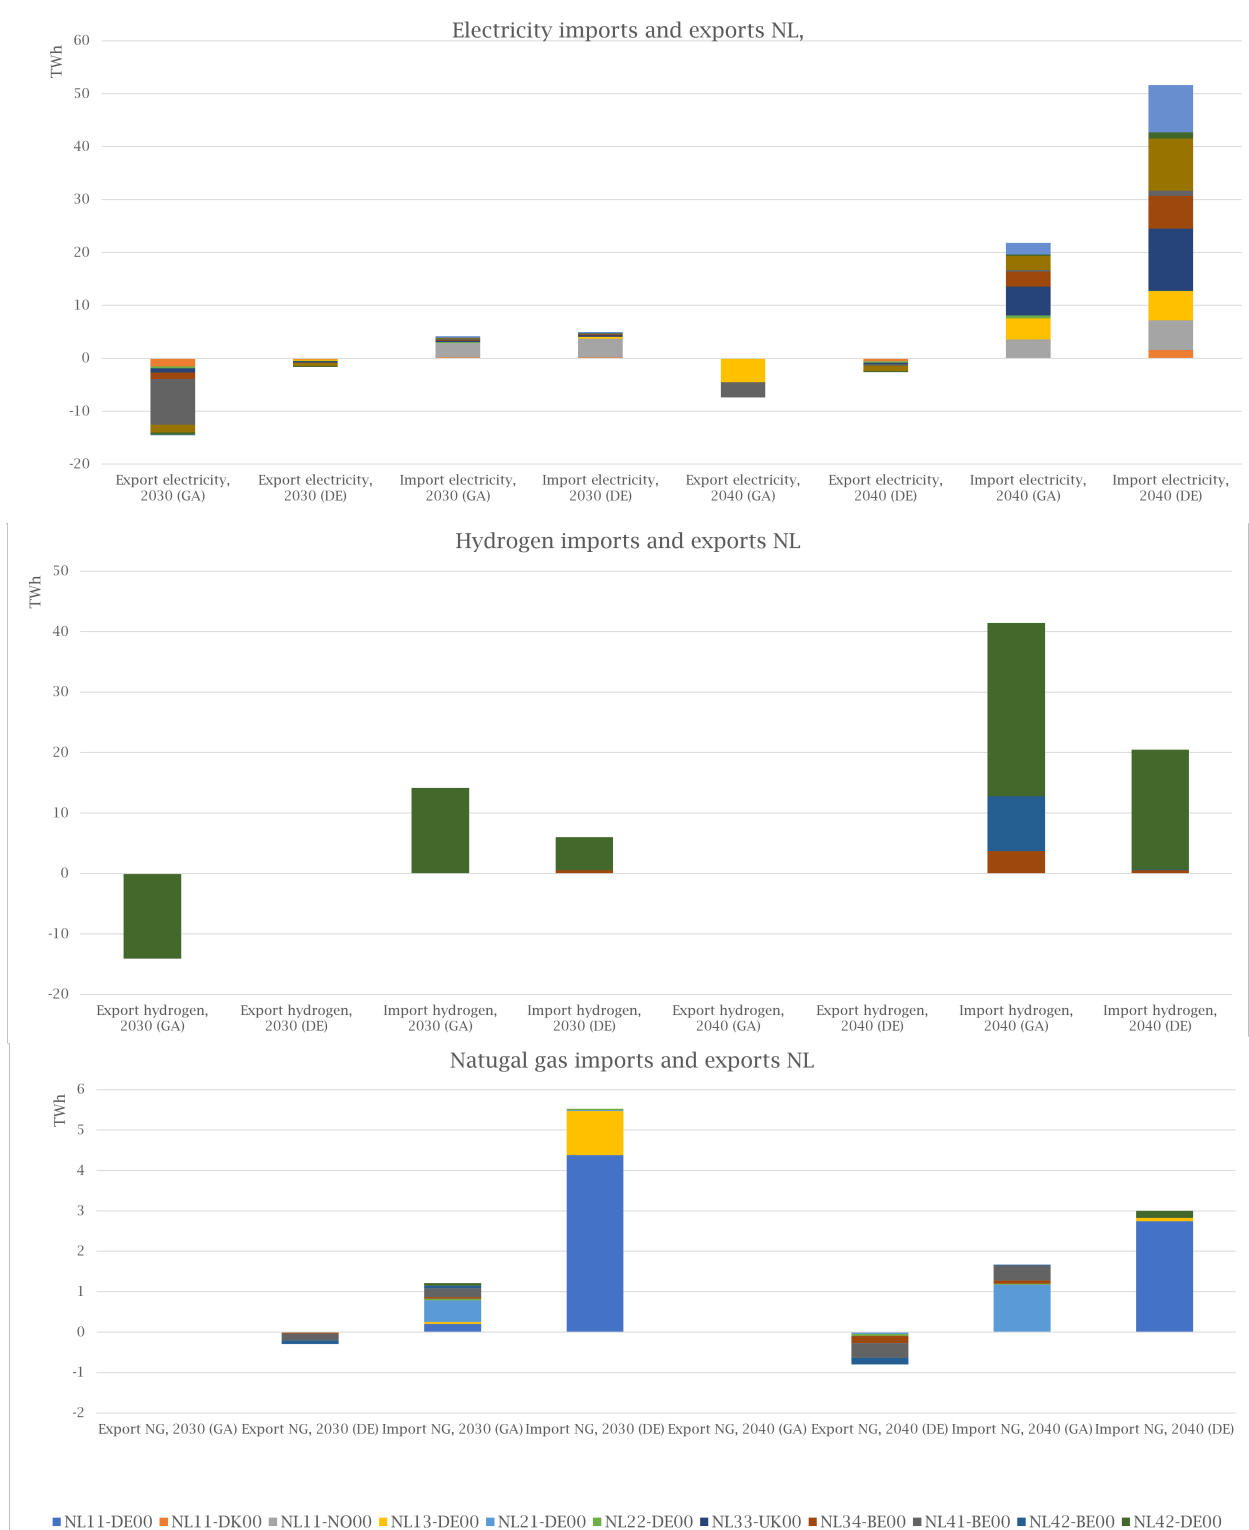 Electricity imports and exports NL,
TWh
60
50
40
30
20
10
0
-10
-20
Export electricity, 2030 (GA)
Export electricity, 2030 (DE)
Import electricity, 2030 (GA)
Import electricity, 2030 (DE)
Export electricity, 2040 (GA)
Export electricity, 2040 (DE)
Import electricity, 2040 (GA)
Import electricity, 2040 (DE)
Hydrogen imports and exports NL
TWh
50
40
30
20
10
0
-10
-20
Export hydrogen, 2030 (GA)
Export hydrogen, 2030 (DE)
Import hydrogen, 2030 (GA)
Import hydrogen, 2030 (DE)
Export hydrogen, 2040 (GA)
Export hydrogen, 2040 (DE)
Import hydrogen, 2040 (GA)
Import hydrogen, 2040 (DE)
Natugal gas imports and exports NL
TWh
6
5
4
3
2
1
0
-1
-2
Export NG, 2030 (GA) Export NG, 2030 (DE) Import NG, 2030 (GA) Import NG, 2030 (DE) Export NG, 2040 (GA) Export NG, 2040 (DE) Import NG, 2040 (GA) Import NG, 2040 (DE)
NL11-DE00 NL11-DK00 NL11-NO00 NL13-DE00 NL21-DE00 NL22-DE00 NL33-UK00 NL34-BE00 NL41-BE00 NL42-BE00 NL42-DE00